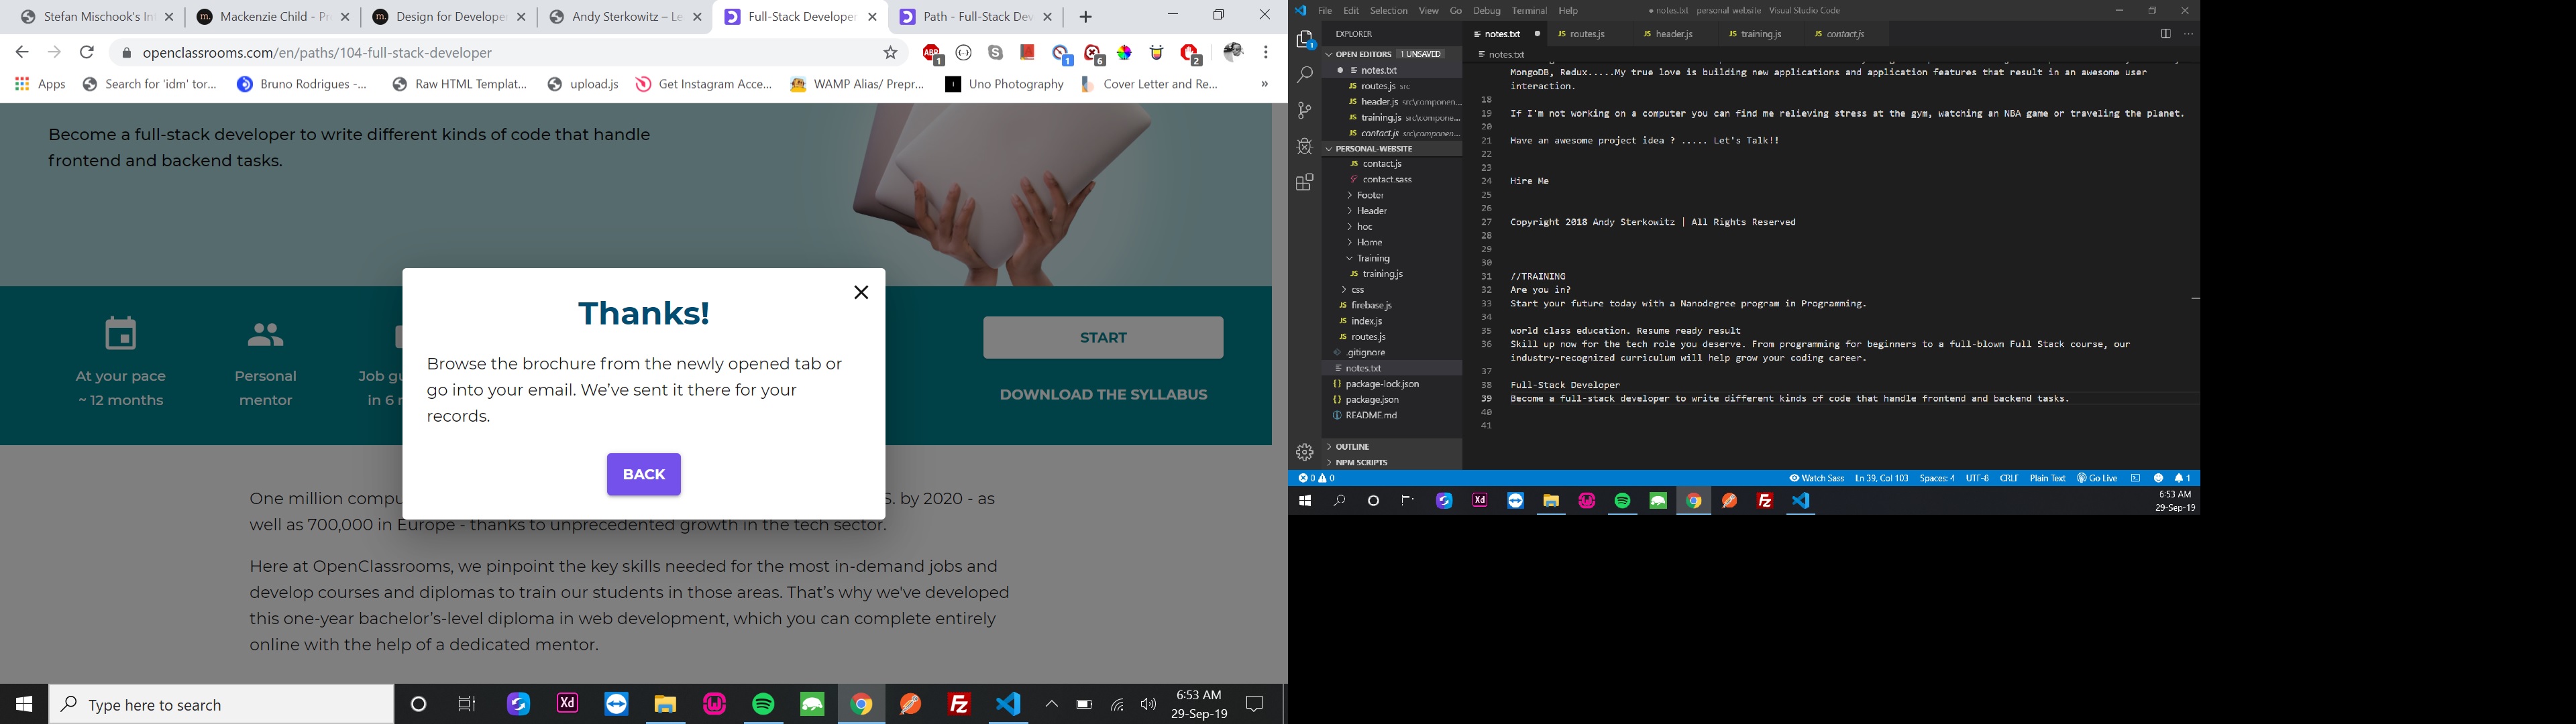 Stefan Mischook's In
Mackenzie Child - Pr
Design for Develope
Andy Sterkowitz – Le
Full-Stack Developer
Path - Full-Stack Dev
openclassrooms.com/en/paths/104-full-stack-developer
Apps
Search for 'idm' tor...
Bruno Rodrigues -...
Raw HTML Templat...
upload.js
Get Instagram Acce...
WAMP Alias/ Prepr...
Uno Photography
Cover Letter and Re...
»
Become a full-stack developer to write different kinds of code that handle
frontend and backend tasks.
At your pace
~ 12 months
Personal
mentor
Job gu
in 6 m
START
DOWNLOAD THE SYLLABUS
Thanks!
Browse the brochure from the newly opened tab or
go into your email. We've sent it there for your
records.
BACK
One million compu
S. by 2020 - as
well as 700,000 in Europe - thanks to unprecedented growth in the tech sector.
Here at OpenClassrooms, we pinpoint the key skills needed for the most in-demand jobs and
develop courses and diplomas to train our students in those areas. That's why we've developed
this one-year bachelor's-level diploma in web development, which you can complete entirely
online with the help of a dedicated mentor.
Type here to search
6:53 AM
29-Sep-19
File Edit Selection View Go Debug Terminal Help
● notes.txt personal-website Visual Studio Code
EXPLORER
OPEN EDITORS 1 UNSAVED
notes.txt
routes.js src
header.js src\componen...
training.js src\compone...
contact.js src\componen...
PERSONAL-WEBSITE
contact.js
contact.sass
Footer
Header
hoc
Home
Training
training.js
css
firebase.js
index.js
routes.js
.gitignore
notes.txt
package-lock.json
package.json
README.md
OUTLINE
NPM SCRIPTS
notes.txt
routes.js
header.js
training.js
contact.js
notes.txt
MongoDB, Redux.....My true love is building new applications and application features that result in an awesome user
interaction.
18
19 If I'm not working on a computer you can find me relieving stress at the gym, watching an NBA game or traveling the planet.
20
21 Have an awesome project idea ? ..... Let's Talk!!
22
23
24 Hire Me
25
26
27 Copyright 2018 Andy Sterkowitz | All Rights Reserved
28
29
30
31 //TRAINING
32 Are you in?
33 Start your future today with a Nanodegree program in Programming.
34
35 world class education. Resume ready result
36 Skill up now for the tech role you deserve. From programming for beginners to a full-blown Full Stack course, our
industry-recognized curriculum will help grow your coding career.
37
38 Full-Stack Developer
39 Become a full-stack developer to write different kinds of code that handle frontend and backend tasks.
40
41
0 0
Watch Sass
Ln 39, Col 103
Spaces: 4
UTF-8
CRLF
Plain Text
Go Live
1
6:53 AM
29-Sep-19